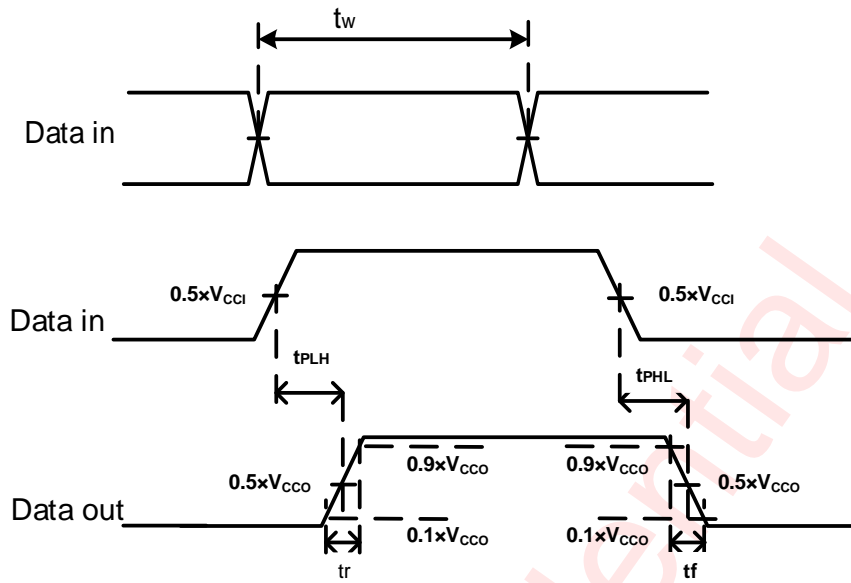 tw
Data in
0.5×VCCI
0.5×VCCI
Data in
tPLH
tPHL
0.9×VCCO
0.9×VCCO
0.5×VCCO
0.5×VCCO
Data out
0.1×VCCO
0.1×VCCO
tr
tf
ential